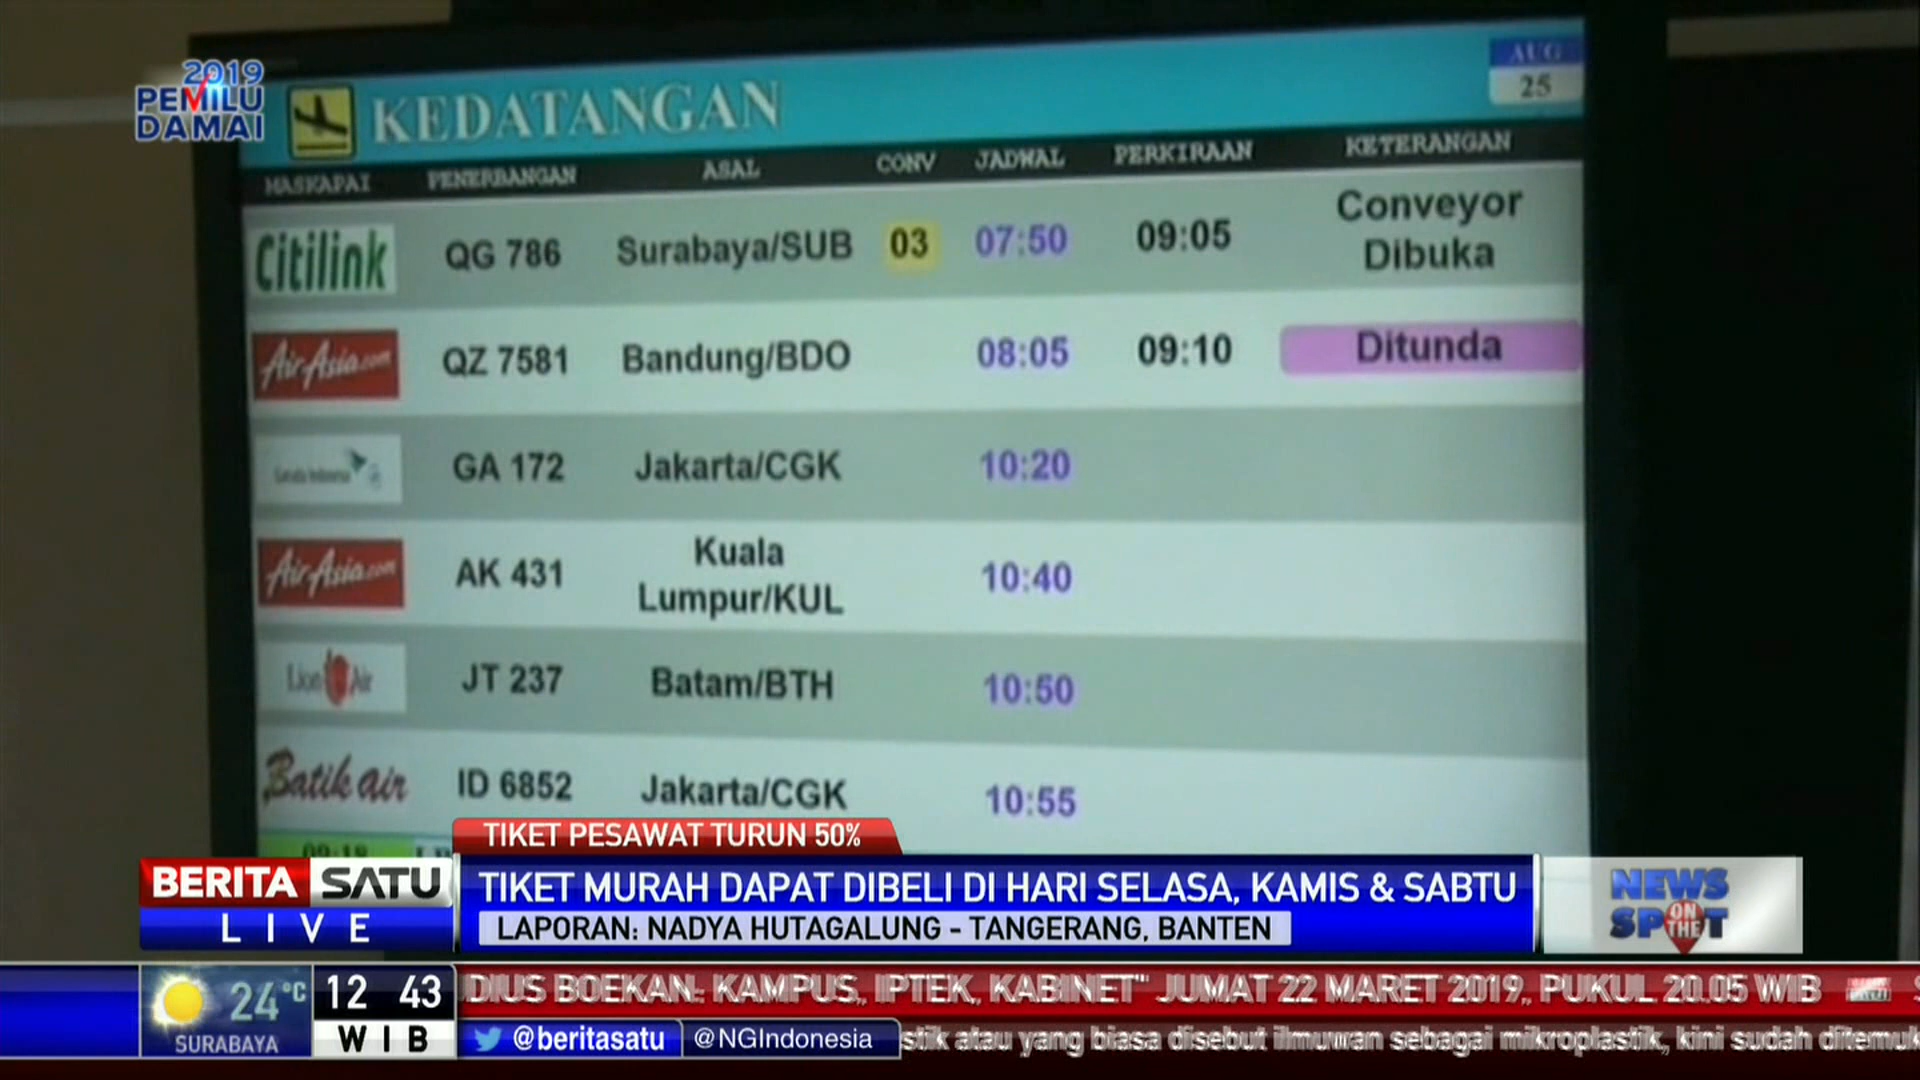 2019
PEMILU
DAMAI
KEDATANGAN
AUG
25
MASKAPAI PENERBANGAN ASAL CONV JADWAL PERKIRAAN KETERANGAN
Citilink QG 786 Surabaya/SUB 03 07:50 09:05 Conveyor
Dibuka
AirAsia.com QZ 7581 Bandung/BDO 08:05 09:10 Ditunda
Garuda Indonesia GA 172 Jakarta/CGK 10:20
AirAsia.com AK 431 Kuala
Lumpur/KUL 10:40
Lion Air JT 237 Batam/BTH 10:50
Batik air ID 6852 Jakarta/CGK 10:55
09:18
TIKET PESAWAT TURUN 50%
BERITA SATU
LIVE
TIKET MURAH DAPAT DIBELI DI HARI SELASA, KAMIS & SABTU
LAPORAN: NADYA HUTAGALUNG - TANGERANG, BANTEN
NEWS
ON THE
SPOT
24°C
SURABAYA
12 43
WIB
DIUS BOEKAN: KAMPUS, IPTEK, KABINET" JUMAT 22 MARET 2019, PUKUL 20.05 WIB
@beritasatu @NGIndonesia
stik atau yang biasa disebut ilmuwan sebagai mikroplastik, kini sudah ditemuk